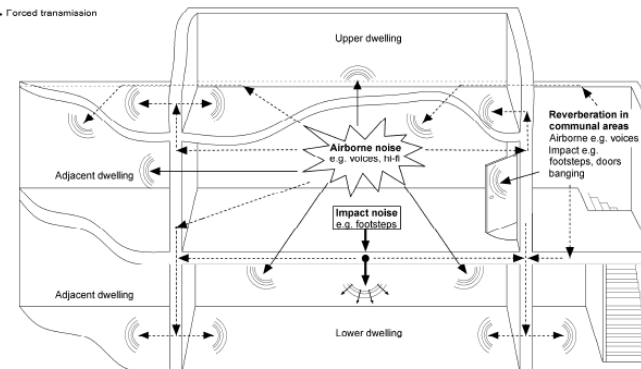 Forced transmission
Upper dwelling
Reverberation in
communal areas
Airborne e.g. voices
Impact e.g.
footsteps, doors
banging
Airborne noise
e.g. voices, hi-fi
Adjacent dwelling
Impact noise
e.g. footsteps
Adjacent dwelling
Lower dwelling